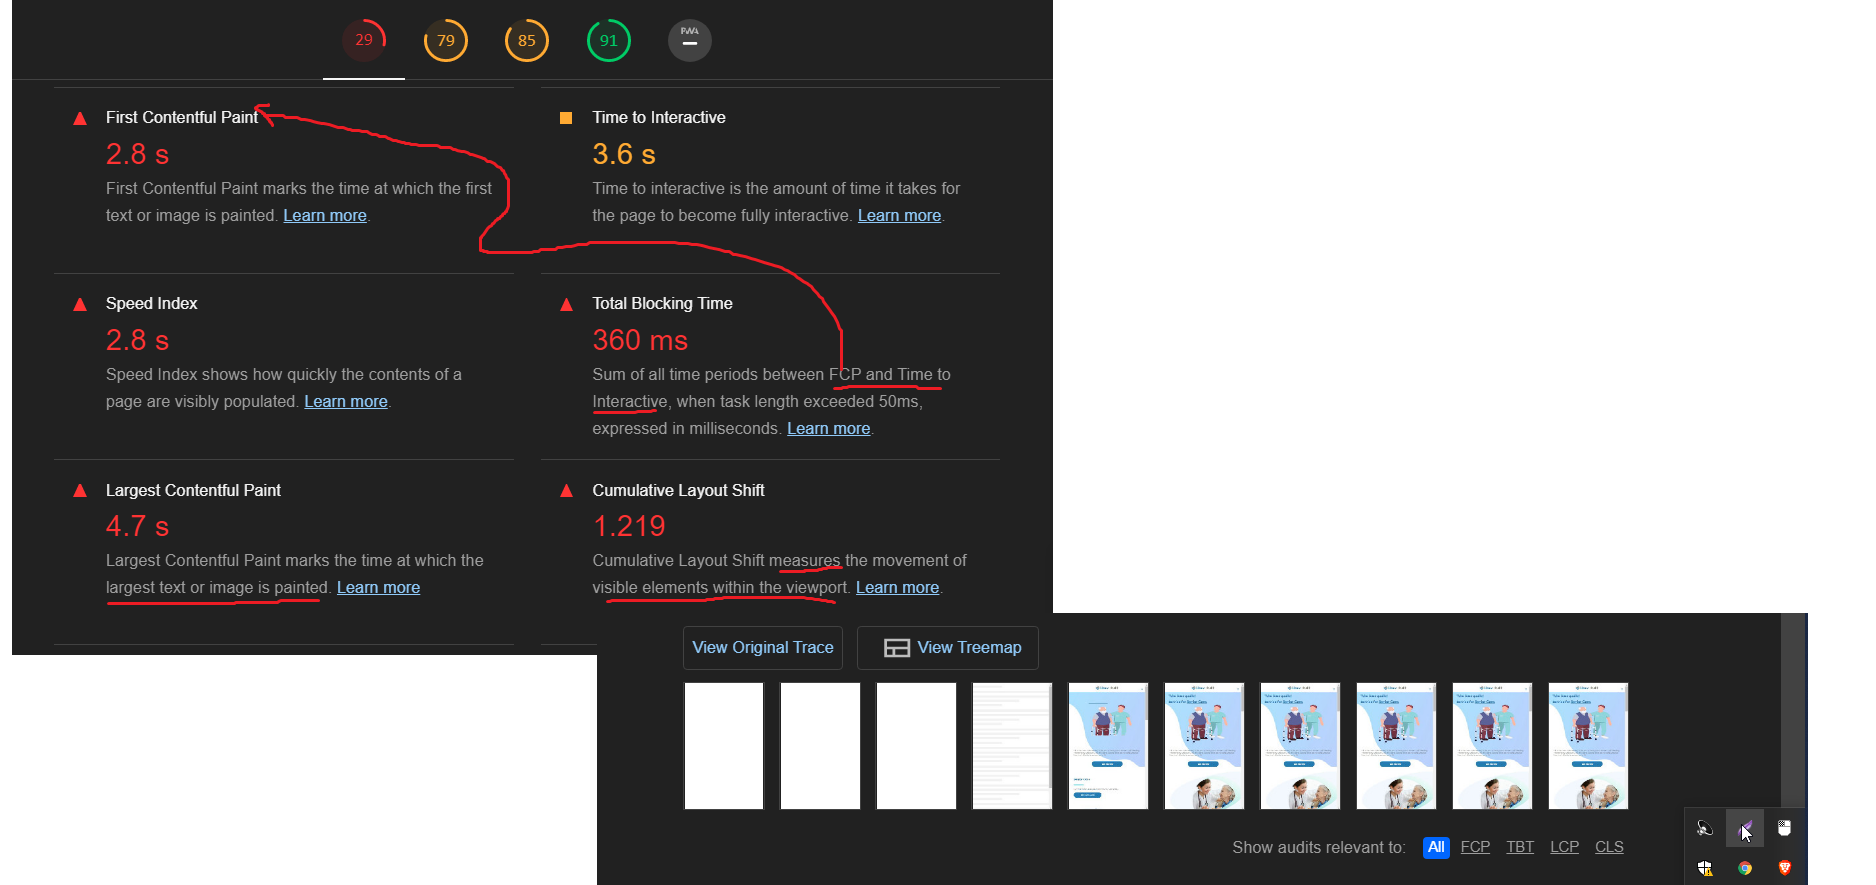 29
79
85
91
PWA
First Contentful Paint
2.8 s
First Contentful Paint marks the time at which the first
text or image is painted. Learn more.
Time to Interactive
3.6 s
Time to interactive is the amount of time it takes for
the page to become fully interactive. Learn more.
Speed Index
2.8 s
Speed Index shows how quickly the contents of a
page are visibly populated. Learn more.
Total Blocking Time
360 ms
Sum of all time periods between FCP and Time to
Interactive, when task length exceeded 50ms,
expressed in milliseconds. Learn more.
Largest Contentful Paint
4.7 s
Largest Contentful Paint marks the time at which the
largest text or image is painted. Learn more
Cumulative Layout Shift
1.219
Cumulative Layout Shift measures the movement of
visible elements within the viewport. Learn more.
View Original Trace
View Treemap
Show audits relevant to: All FCP TBT LCP CLS